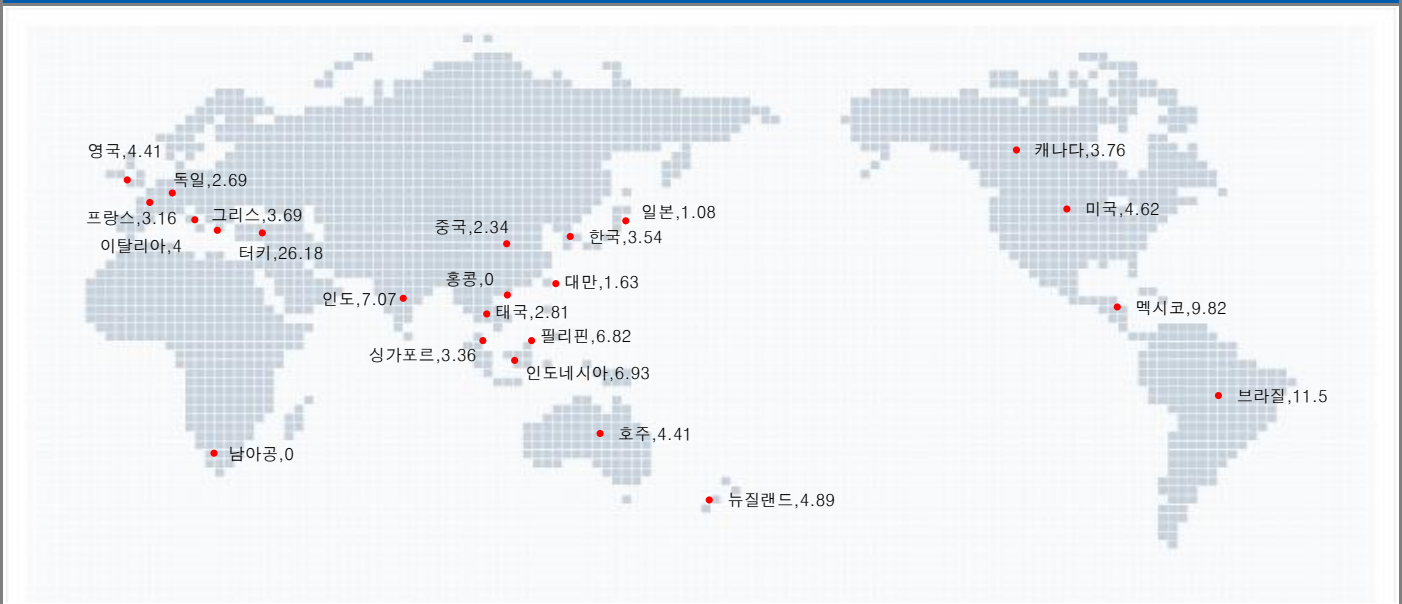 영국,4.41
캐나다,3.76
독일,2.69
프랑스,3.16
그리스,3.69
일본,1.08
미국,4.62
중국,2.34
한국,3.54
이탈리아,4
터키,26.18
홍콩,0
대만,1.63
인도,7.07
태국,2.81
멕시코,9.82
필리핀,6.82
싱가포르,3.36
인도네시아,6.93
브라질,11.5
호주,4.41
남아공,0
뉴질랜드,4.89